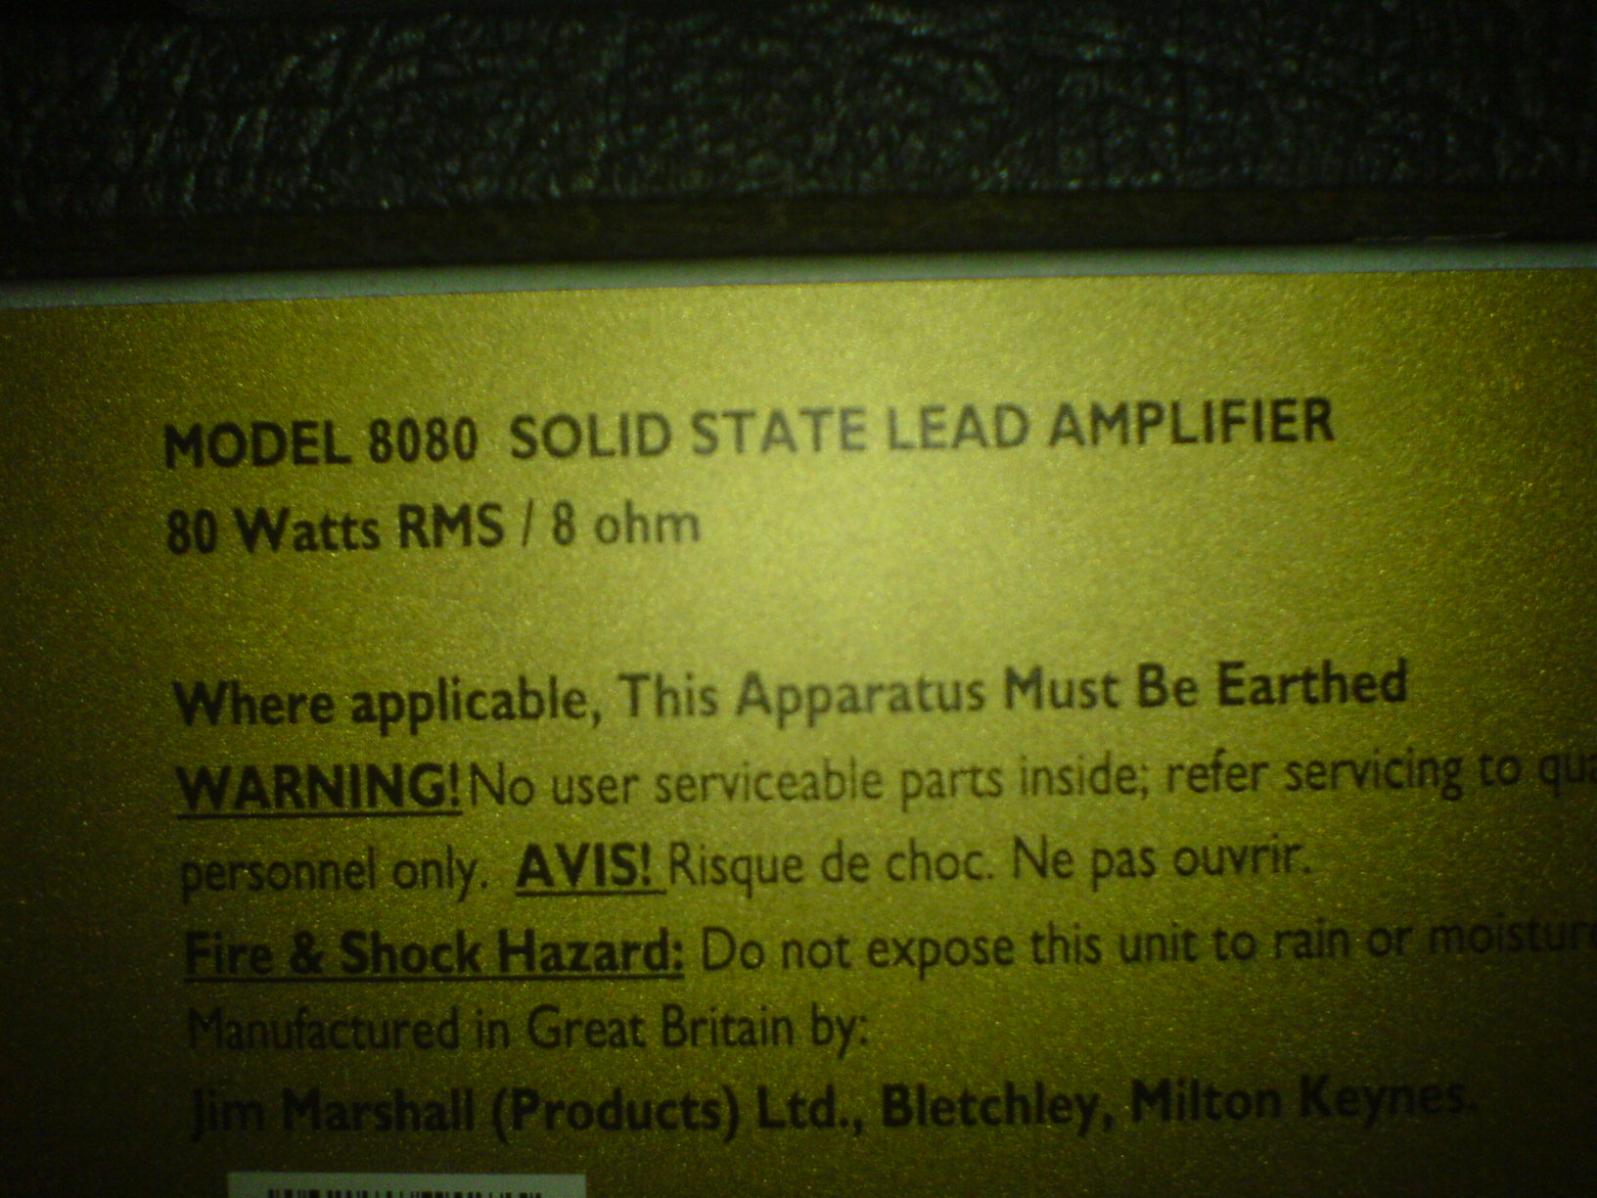 MODEL 8080 SOLID STATE LEAD AMPLIFIER
80 Watts RMS / 8 ohm
Where applicable, This Apparatus Must Be Earthed
WARNING! No user serviceable parts inside; refer servicing to
personnel only. AVIS! Risque de choc. Ne pas ouvrir.
Fire & Shock Hazard: Do not expose this unit to rain or moisture
Manufactured in Great Britain by:
Jim Marshall (Products) Ltd., Bletchley, Milton Keynes.